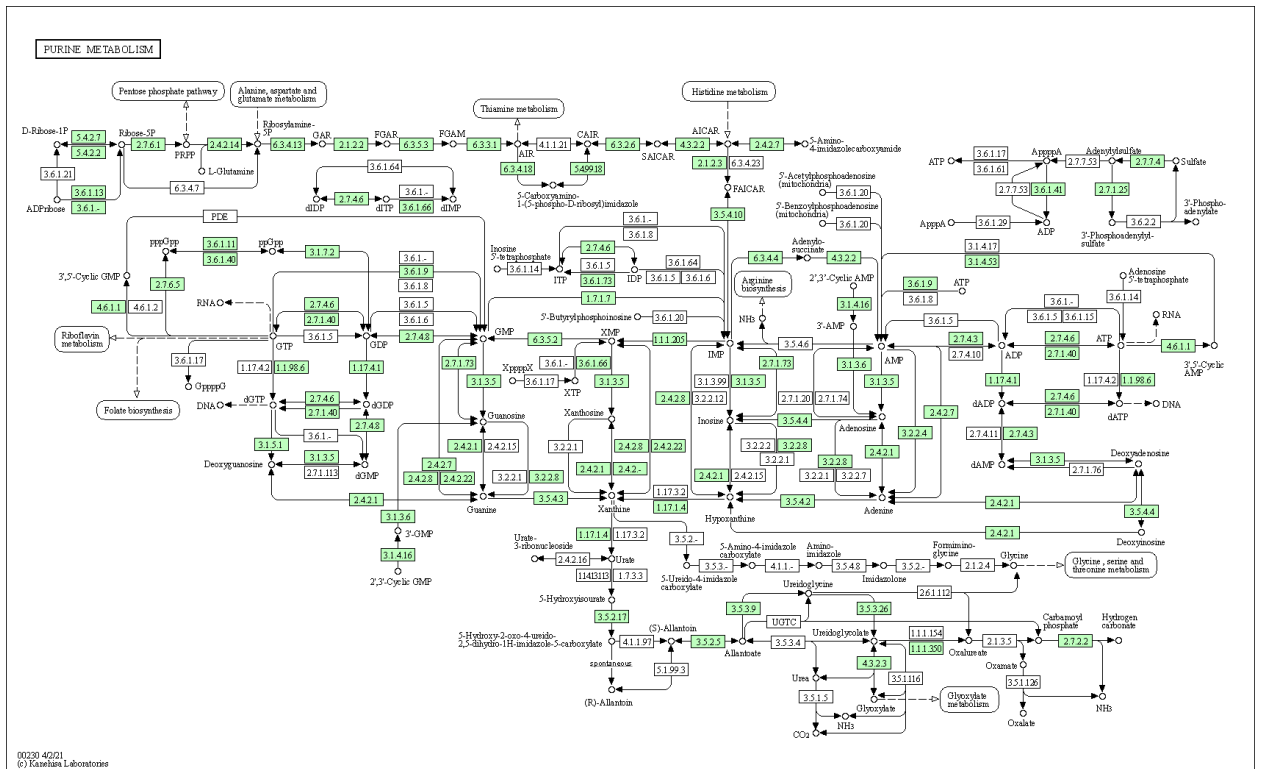 PURINE METABOLISM
Pentose phosphate pathway
Alanine, aspartate and
glutamate metabolism
Thiamine metabolism
Histidine metabolism
D-Ribose-1P
5.4.2.7
5.4.2.2
Ribose-5P
2.7.6.1
PRPP
2.4.2.14
Ribosylamine-
5P
6.3.4.13
GAR
2.1.2.2
FGAR
6.3.5.3
FGAM
6.3.3.1
AIR
4.1.1.21
CAIR
6.3.2.6
SAICAR
4.3.2.2
AICAR
2.4.2.7
5-Amino-
4-imidazolecarboxyamide
L-Glutamine
6.3.4.7
3.6.1.21
3.6.1.13
3.6.1.-
ADPribose
6.3.4.18
5.4.99.18
5-Carboxyamino-
1-(5-phospho-D-ribosyl)imidazole
2.1.2.3
6.3.4.23
FAICAR
3.5.4.10
3.6.1.64
dIDP
2.7.4.6
dITP
3.6.1.-
3.6.1.66
dIMP
5'-Acetylphosphoadenosine
(mitochondria)
3.6.1.20
5'-Benzoylphosphoadenosine
(mitochondria)
3.6.1.20
ATP
3.6.1.17
3.6.1.61
AppppA
2.7.7.53
Adenylylsulfate
2.7.7.4
Sulfate
2.7.7.53
3.6.1.41
2.7.1.25
ApppA
3.6.1.29
ADP
3.6.2.2
3'-Phospho-
adenylate
3'-Phosphoadenylyl-
sulfate
PDE
pppGpp
3.6.1.11
3.6.1.40
ppGpp
3.1.7.2
3',5'-Cyclic GMP
2.7.6.5
4.6.1.1
4.6.1.2
3.6.1.-
3.6.1.9
3.6.1.8
3.6.1.5
3.6.1.6
RNA
2.7.4.6
2.7.1.40
3.6.1.5
GTP
GDP
2.7.4.8
GMP
Riboflavin
metabolism
Folate biosynthesis
3.6.1.17
GppppG
1.17.4.2
1.1.98.6
1.17.4.1
DNA
dGTP
2.7.4.6
2.7.1.40
dGDP
2.7.4.8
3.6.1.-
3.1.5.1
3.1.3.5
2.7.1.113
Deoxyguanosine
dGMP
2.4.2.1
Inosine
5'-tetraphosphate
3.6.1.14
ITP
2.7.4.6
3.6.1.5
3.6.1.73
IDP
3.6.1.-
3.6.1.8
3.6.1.64
3.6.1.5
3.6.1.6
1.7.1.7
5'-Butyrylphosphoinosine
3.6.1.20
6.3.5.2
XMP
1.1.1.205
IMP
XppppX
3.6.1.17
3.6.1.-
3.6.1.66
XTP
3.1.3.5
2.7.1.73
3.1.3.5
Guanosine
Xanthosine
2.4.2.1
2.4.2.15
2.4.2.7
2.4.2.8
2.4.2.22
3.2.2.1
3.2.2.8
Guanine
3.2.2.1
2.4.2.8
2.4.2.22
2.4.2.1
2.4.2.-
3.5.4.3
Xanthine
1.17.3.2
1.17.1.4
Hypoxanthine
6.3.4.4
Adenylo-
succinate
4.3.2.2
Arginine
biosynthesis
NH3
2',3'-Cyclic AMP
3.1.4.16
3'-AMP
3.1.3.6
3.5.4.6
AMP
2.7.1.73
3.1.3.99
3.1.3.5
3.2.2.12
2.4.2.8
2.7.1.20
2.7.1.74
3.1.3.5
Inosine
3.5.4.4
Adenosine
3.2.2.2
3.2.2.8
3.2.2.1
3.2.2.8
3.2.2.1
3.2.2.7
2.4.2.1
2.4.2.15
2.4.2.1
2.4.2.7
3.2.2.4
3.5.4.2
Adenine
3.1.4.17
3.1.4.53
3.6.1.9
3.6.1.8
ATP
Adenosine
5'-tetraphosphate
3.6.1.14
3.6.1.-
3.6.1.5
3.6.1.15
RNA
3.6.1.5
2.7.4.3
2.7.4.10
ADP
2.7.4.6
2.7.1.40
ATP
4.6.1.1
3',5'-Cyclic
AMP
1.17.4.1
1.17.4.2
1.1.98.6
dADP
2.7.4.6
2.7.1.40
dATP
DNA
2.7.4.11
2.7.4.3
dAMP
3.1.3.5
2.7.1.76
Deoxyadenosine
2.4.2.1
3.5.4.4
2.4.2.1
Deoxyinosine
3.1.3.6
3'-GMP
3.1.4.16
2',3'-Cyclic GMP
Urate-
3-ribonucleoside
2.4.2.16
1.17.1.4
1.17.3.2
Urate
1.14.13.113
1.7.3.3
5-Hydroxyisourate
3.5.2.17
5-Hydroxy-2-oxo-4-ureido-
2,5-dihydro-1H-imidazole-5-carboxylate
4.1.1.97
(S)-Allantoin
3.5.2.5
Allantoate
5.1.99.3
spontaneous
(R)-Allantoin
3.5.2.-
5-Ureido-4-imidazole
carboxylate
3.5.3.-
5-Amino-4-imidazole
carboxylate
4.1.1.-
Amino-
imidazole
3.5.4.8
Imidazolone
3.5.2.-
Formimino-
glycine
2.1.2.4
Glycine
Glycine , serine and
threonine metabolism
Ureidoglycine
3.5.3.9
UGTC
3.5.3.26
2.6.1.112
3.5.3.4
Ureidoglycolate
1.1.1.154
1.1.1.350
Oxalureate
2.1.3.5
Carbamoyl
phosphate
2.7.2.2
Hydrogen
carbonate
Oxamate
3.5.1.126
Oxalate
NH3
4.3.2.3
3.5.1.116
Urea
3.5.1.5
Glyoxylate
Glyoxylate
metabolism
NH3
CO2
00230 4/2/21
(c) Kanehisa Laboratories